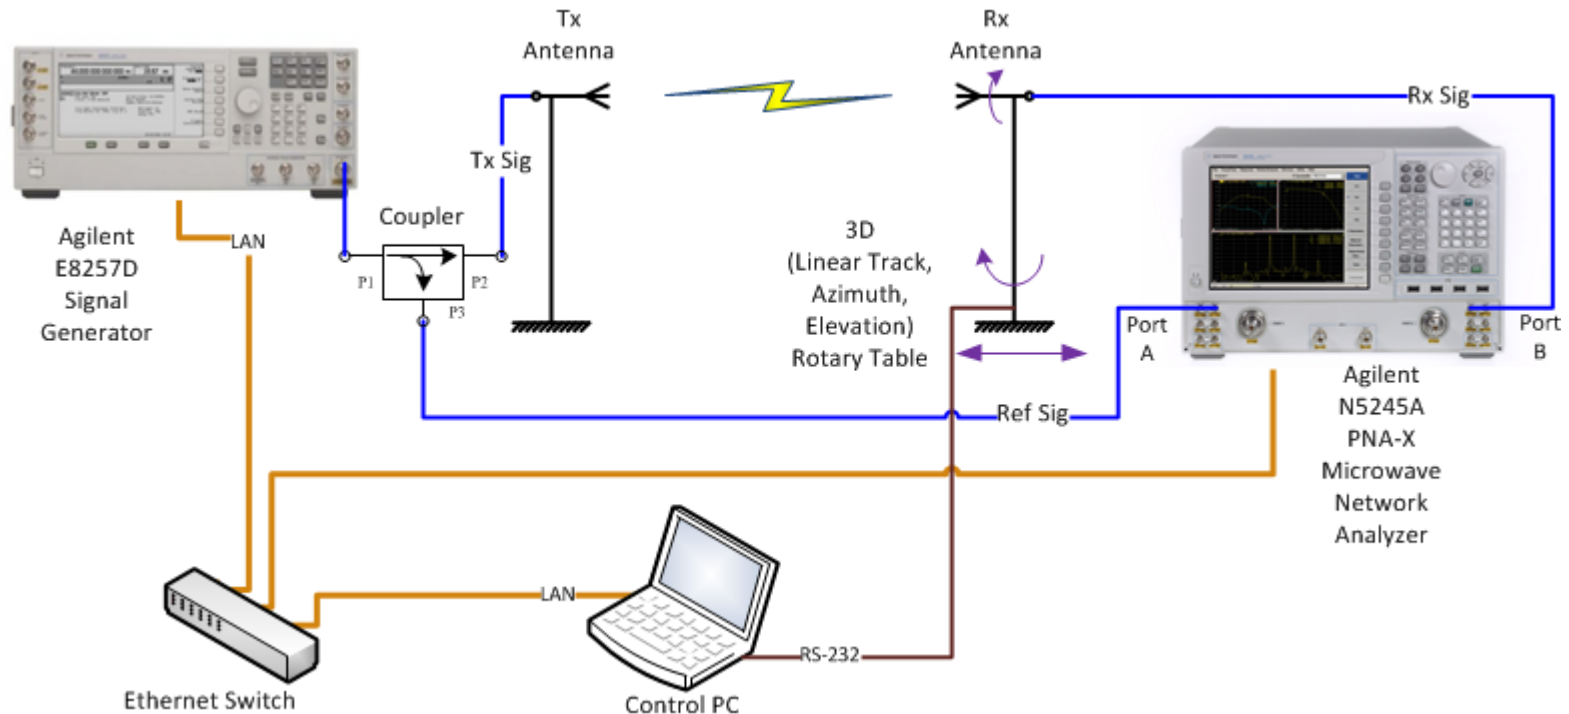 Tx
Antenna
Rx
Antenna
Rx Sig
Tx Sig
Coupler
P1
P2
P3
LAN
Agilent
E8257D
Signal
Generator
3D
(Linear Track,
Azimuth,
Elevation)
Rotary Table
Port
A
Port
B
Agilent
N5245A
PNA-X
Microwave
Network
Analyzer
Ref Sig
LAN
RS-232
Ethernet Switch
Control PC